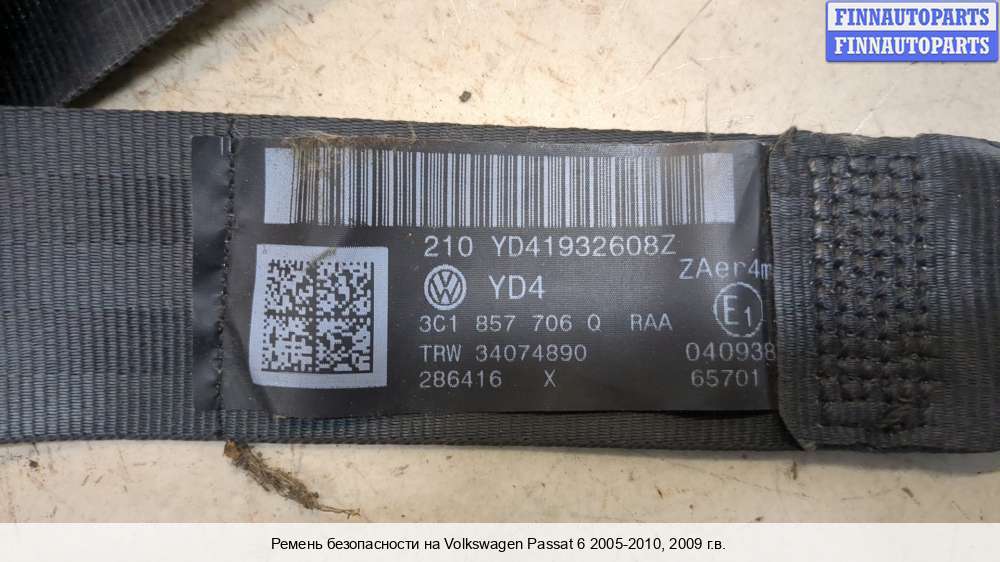 FINNAUTOPARTS
FINNAUTOPARTS
210 YD41932608Z
ZAer4m
YD4
E1
3C1 857 706 Q RAA
TRW 34074890
040938
286416 X
65701
Ремень безопасности на Volkswagen Passat 6 2005-2010, 2009 г.в.